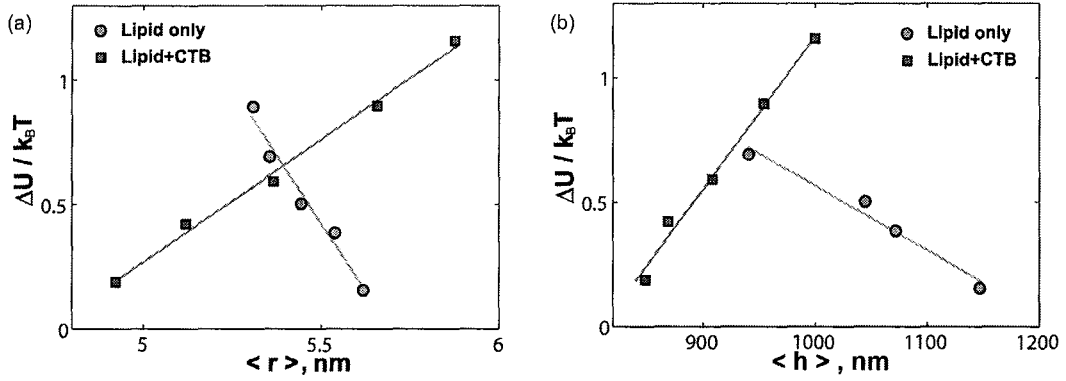 (a)
Lipid only
Lipid+CTB
ΔU / kBT
1
0.5
0
5
5.5
6
< r > , nm
(b)
Lipid only
Lipid+CTB
ΔU / kBT
1
0.5
0
900
1000
1100
1200
< h > , nm